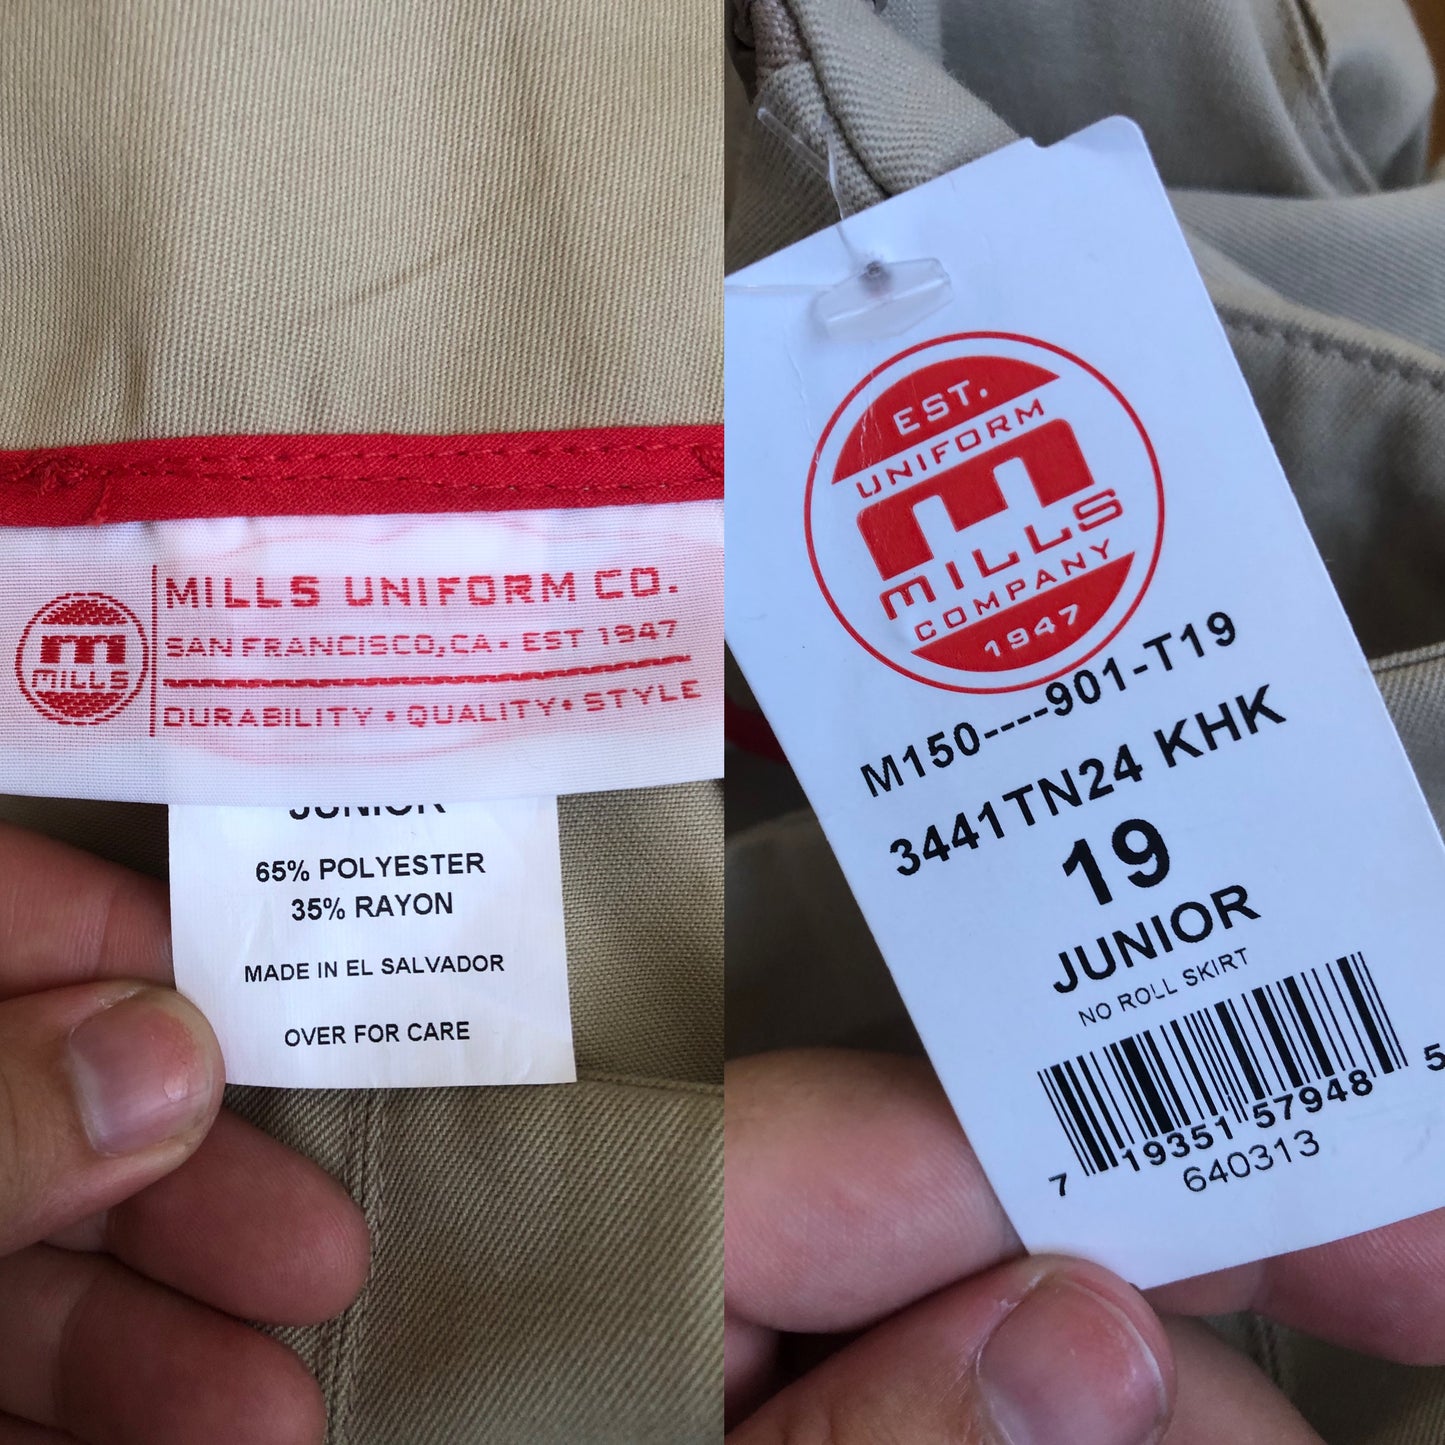 m
MILLS
MILLS UNIFORM CO.
SAN FRANCISCO, CA • EST 1947
DURABILITY • QUALITY • STYLE
JUNIOR
65% POLYESTER
35% RAYON
MADE IN EL SALVADOR
OVER FOR CARE
EST.
UNIFORM
m
MILLS
COMPANY
1947
M150----901-T19
3441TN24 KHK
19
JUNIOR
NO ROLL SKIRT
7 19351 57948 5
640313